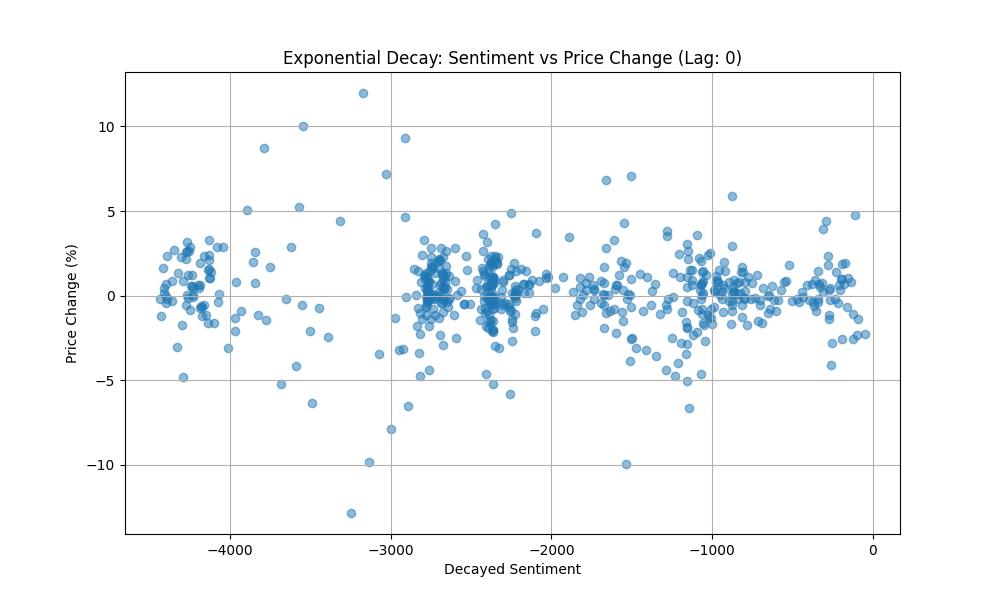 Exponential Decay: Sentiment vs Price Change (Lag: 0)
Price Change (%)
10
5
0
−5
−10
−4000 −3000 −2000 −1000 0
Decayed Sentiment